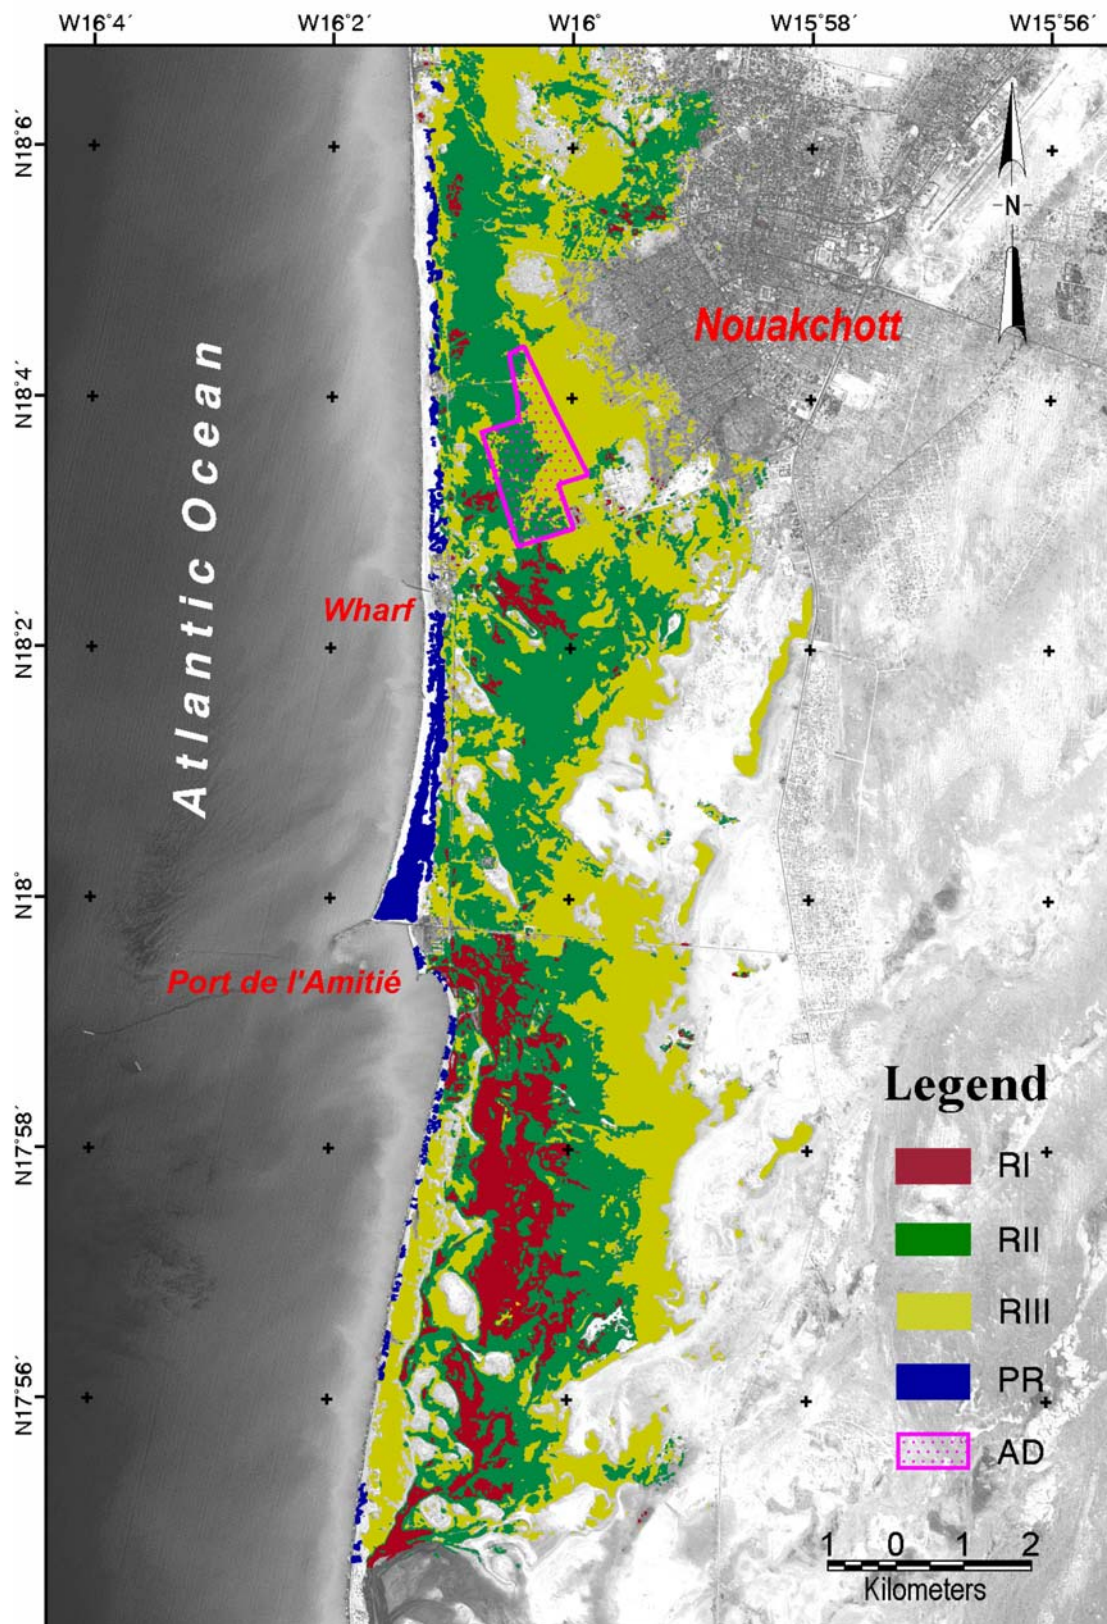 W16°4´ W16°2´ W16° W15°58´ W15°56´
N18°6´
N
Nouakchott
N18°4´
Atlantic Ocean
Wharf
N18°2´
N18°
Port de l'Amitié
Legend
N17°58´
RI
RII
RIII
PR
N17°56´
AD
1 0 1 2
Kilometers